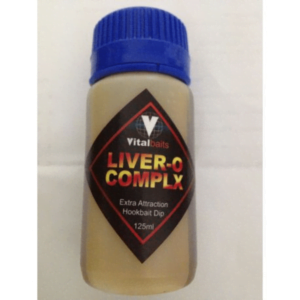 Vitalbaits
LIVER-O
COMPLX
Extra Attraction
Hookbait Dip
125ml